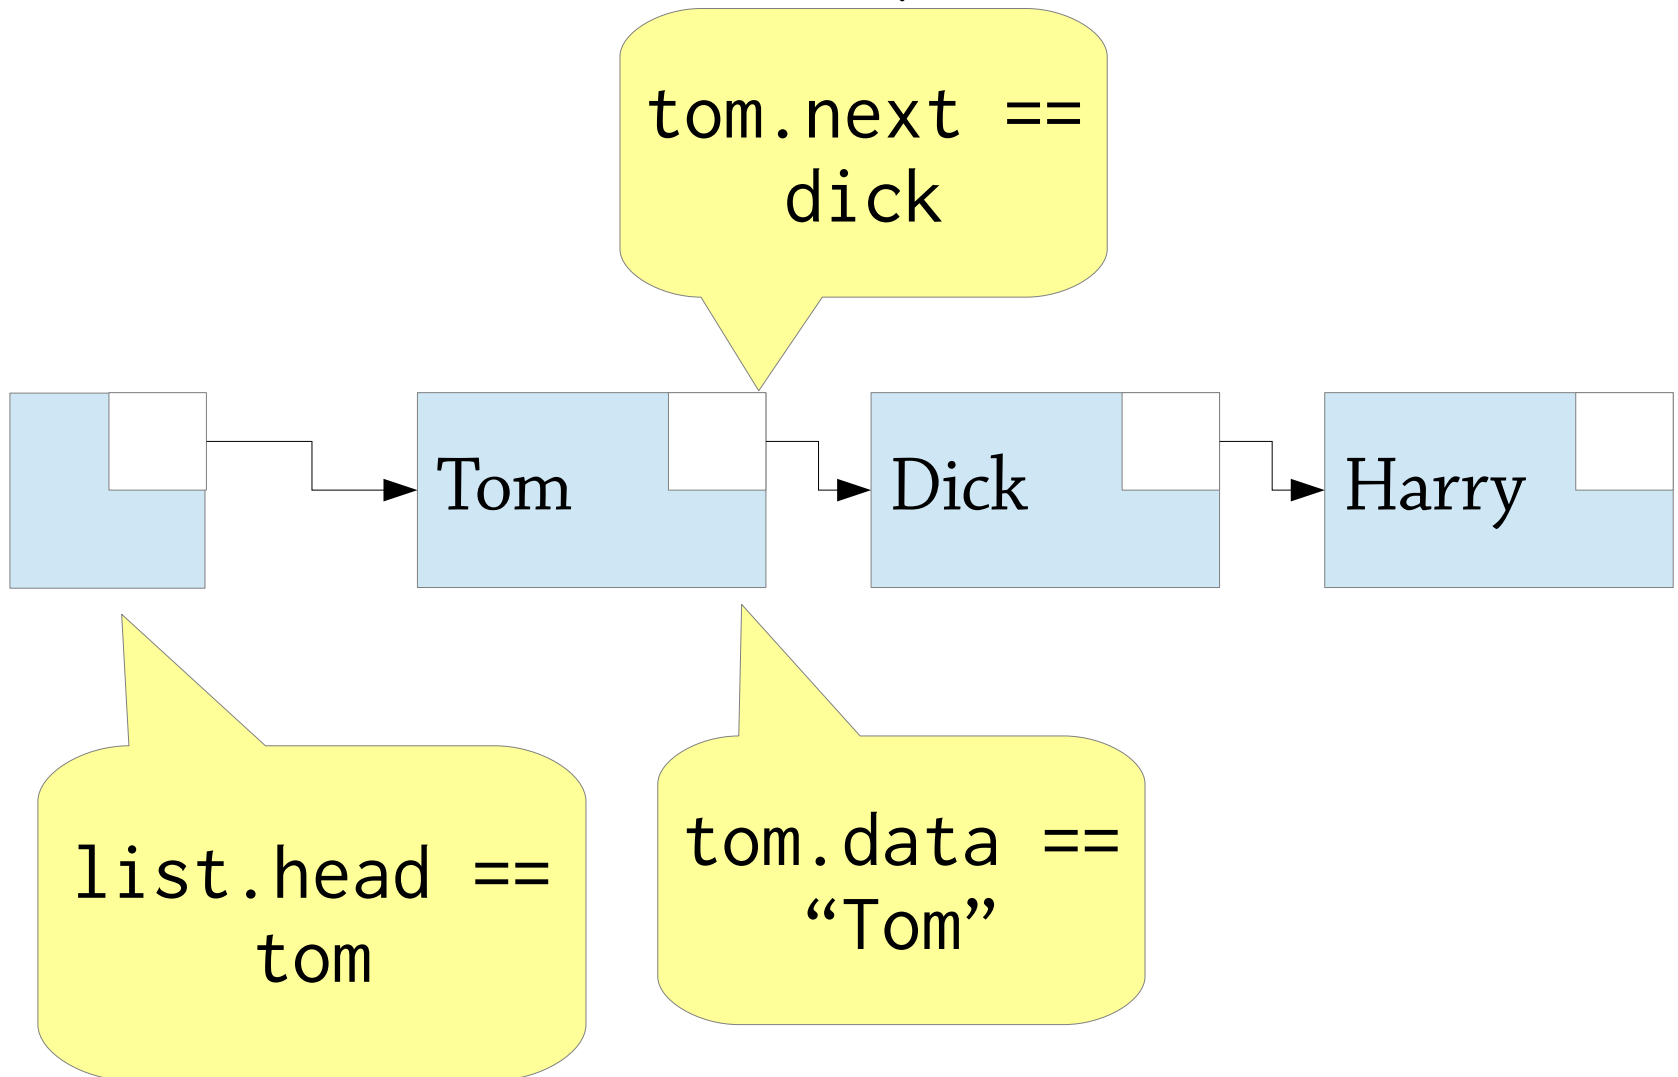 tom.next ==
dick
Tom
Dick
Harry
list.head ==
tom
tom.data ==
“Tom”